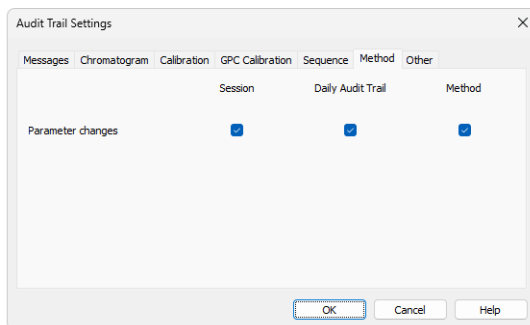 Audit Trail Settings
Messages Chromatogram Calibration GPC Calibration Sequence Method Other
Session Daily Audit Trail Method
Parameter changes
OK Cancel Help